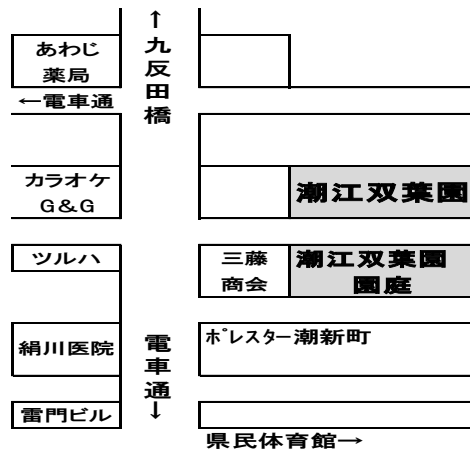 ↑九反田橋
あわじ
薬局
←電車通
カラオケ
G&G
潮江双葉園
ツルハ
三藤
商会
潮江双葉園
園庭
絹川医院
電車通↓
ポレスター潮新町
雷門ビル
県民体育館→